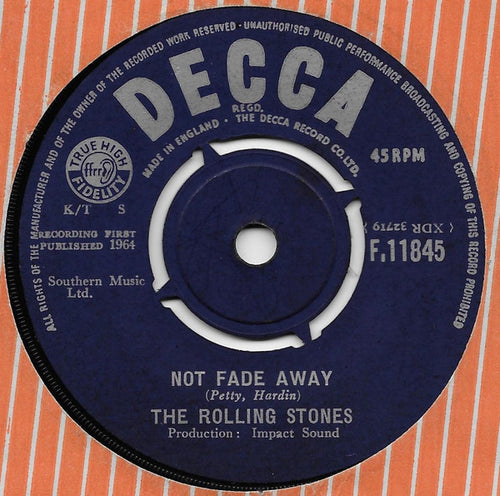 ALL RIGHTS OF THE MANUFACTURER AND OF THE OWNER OF THE RECORDED WORK RESERVED · UNAUTHORISED PUBLIC PERFORMANCE BROADCASTING AND COPYING OF THIS RECORD PROHIBITED
DECCA
REGD.
MADE IN ENGLAND · THE DECCA RECORD CO. LTD.
TRUE HIGH
ffrr
FIDELITY
K/T S
45 RPM
RECORDING FIRST
PUBLISHED 1964
( XDR 32719 )
F.11845
Southern Music
Ltd.
NOT FADE AWAY
(Petty, Hardin)
THE ROLLING STONES
Production: Impact Sound